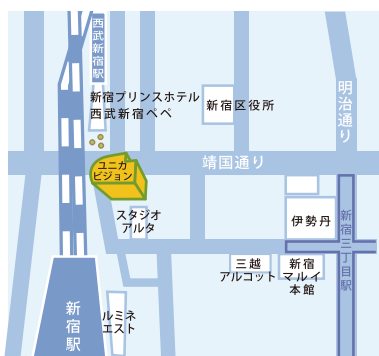 西武新宿駅
新宿プリンスホテル
西武新宿ペペ
新宿区役所
明治通り
ユニカ
ビジョン
靖国通り
スタジオ
アルタ
伊勢丹
新宿三丁目駅
三越
アルコット
新宿
マルイ
本館
新宿駅
ルミネ
エスト